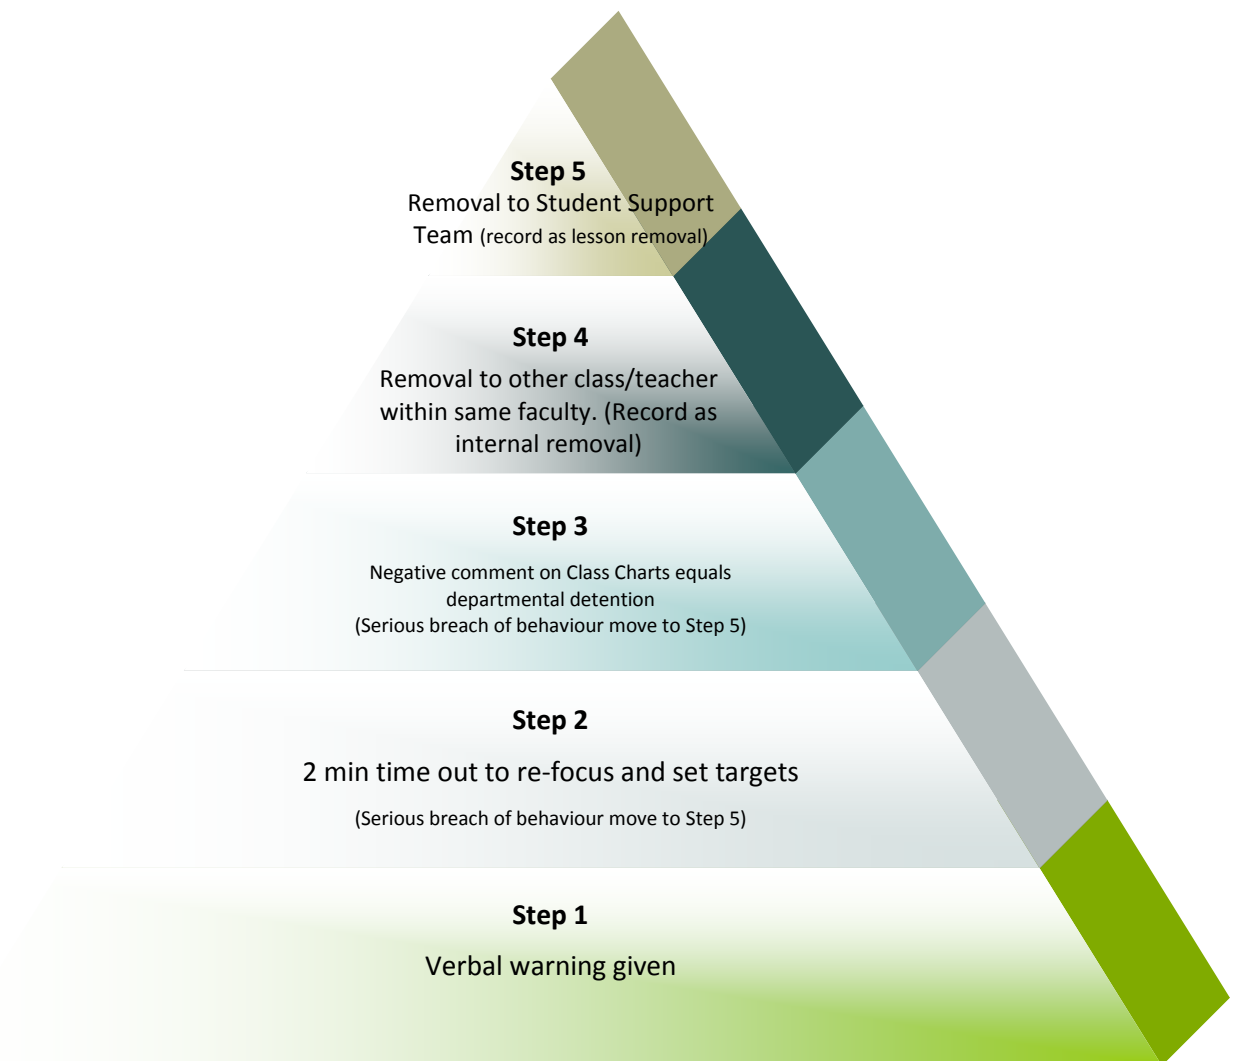 Step 5
Removal to Student Support
Team (record as lesson removal)
Step 4
Removal to other class/teacher
within same faculty. (Record as
internal removal)
Step 3
Negative comment on Class Charts equals
departmental detention
(Serious breach of behaviour move to Step 5)
Step 2
2 min time out to re-focus and set targets
(Serious breach of behaviour move to Step 5)
Step 1
Verbal warning given